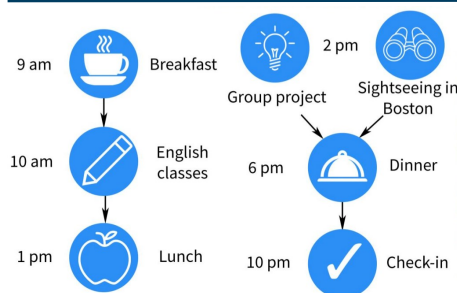 9 am
Breakfast
10 am
English
classes
1 pm
Lunch
2 pm
Group project
Sightseeing in
Boston
6 pm
Dinner
10 pm
Check-in